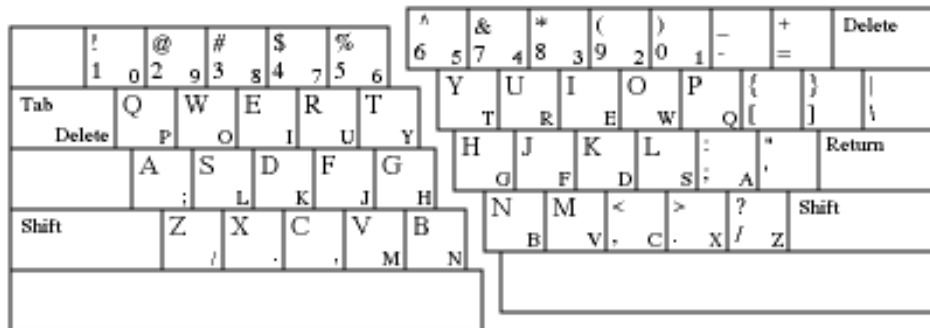 ! @ # $ %
1 0 2 9 3 8 4 7 5 6
Tab Q W E R T
Delete P O I U Y
A S D F G
; L K J H
Shift Z X C V B
/ . , M N
^ & * ( ) _ + Delete
6 5 7 4 8 3 9 2 0 1 - =
Y U I O P { } |
T R E W Q [ ] \
H J K L : " Return
G F D S ; A '
N M < > ? Shift
B V , C . X / Z